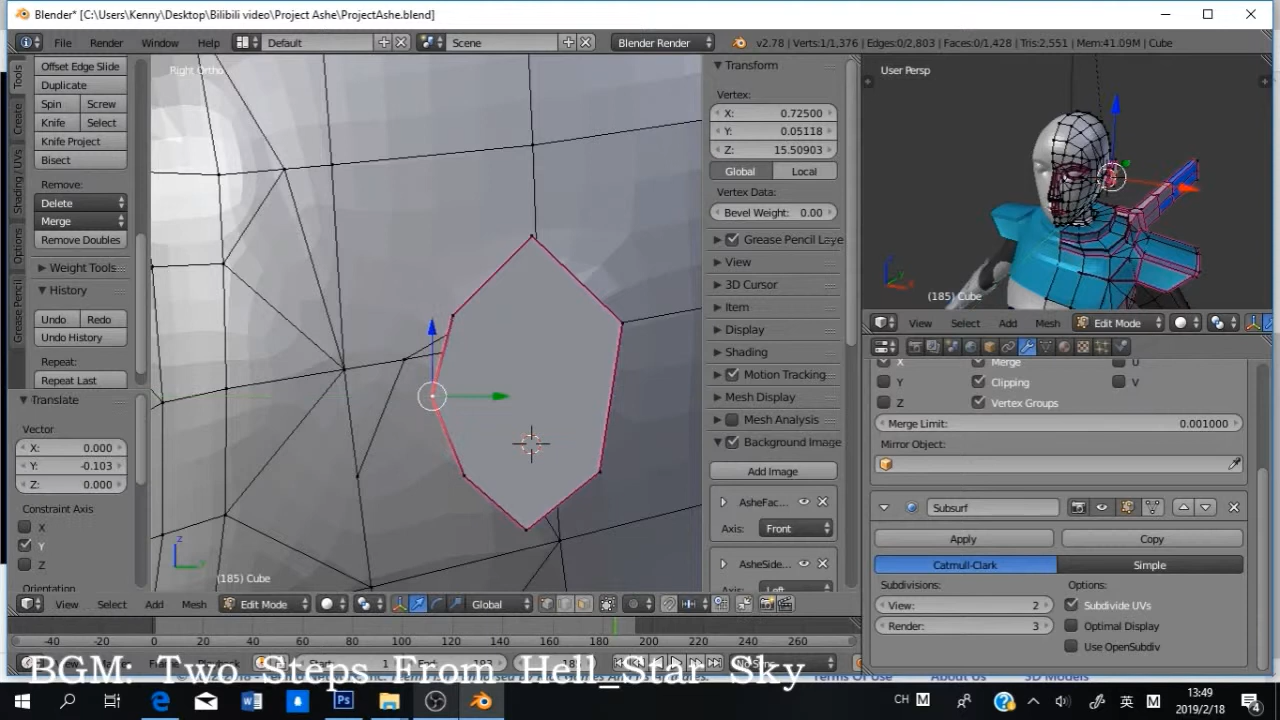 Blender* [C:\Users\Kenny\Desktop\Bilibili video\Project Ashe\ProjectAshe.blend]
File Render Window Help Default Scene Blender Render v2.78 | Verts:1/1,376 | Edges:0/2,803 | Faces:0/1,428 | Tris:2,551 | Mem:41.09M | Cube
Tools
Create
Shading / UVs
Options
Grease Pencil
Offset Edge Slide
Duplicate
Spin Screw
Knife Select
Knife Project
Bisect
Remove:
Delete
Merge
Remove Doubles
Weight Tools
History
Undo Redo
Undo History
Repeat:
Repeat Last
Translate
Vector
X: 0.000
Y: -0.103
Z: 0.000
Constraint Axis
X
Y
Z
Orientation
Right Ortho
(185) Cube
Transform
Vertex:
X: 0.72500
Y: 0.05118
Z: 15.50903
Global Local
Vertex Data:
Bevel Weight: 0.00
Grease Pencil Laye
View
3D Cursor
Item
Display
Shading
Motion Tracking
Mesh Display
Mesh Analysis
Background Image
Add Image
AsheFac...
Axis: Front
AsheSide...
User Persp
(185) Cube
View Select Add Mesh Edit Mode
X Merge U
Y Clipping V
Z Vertex Groups
Merge Limit: 0.001000
Mirror Object:
Subsurf
Apply Copy
Catmull-Clark Simple
Subdivisions: Options:
View: 2 Subdivide UVs
Render: 3 Optimal Display
Use OpenSubdiv
View Select Add Mesh Edit Mode Global
-40 -20 0 20 40 60 80 100 120 140 160 180 200 220 240 260
BGM: Two Steps From Hell_Star Sky
CH M 英 M 13:49
2019/2/18
4